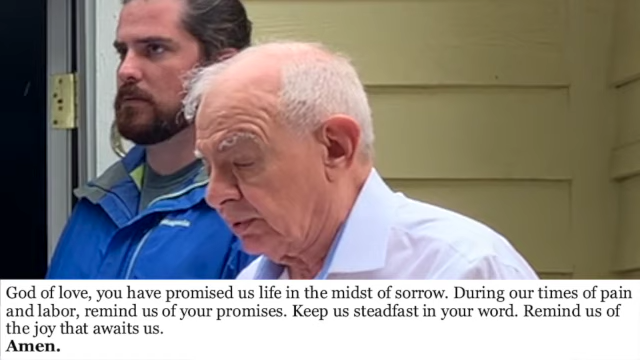 patagonia
God of love, you have promised us life in the midst of sorrow. During our times of pain
and labor, remind us of your promises. Keep us steadfast in your word. Remind us of
the joy that awaits us.
Amen.